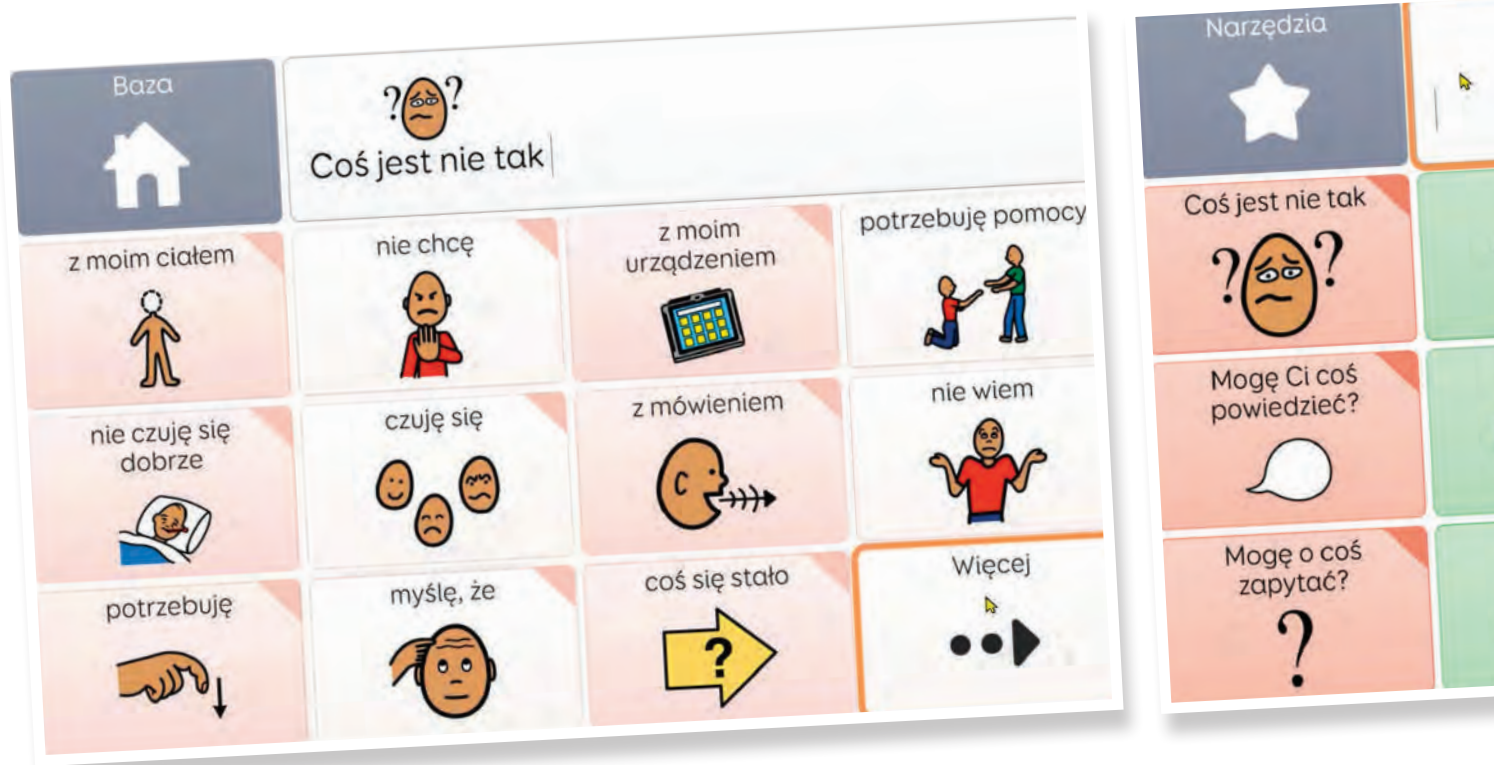 Baza
? ?
Coś jest nie tak
z moim ciałem
nie chcę
z moim
urządzeniem
potrzebuję pomocy
nie czuję się
dobrze
czuję się
z mówieniem
nie wiem
potrzebuję
myślę, że
coś się stało
?
Więcej
Narzędzia
Coś jest nie tak
? ?
Mogę Ci coś
powiedzieć?
Mogę o coś
zapytać?
?